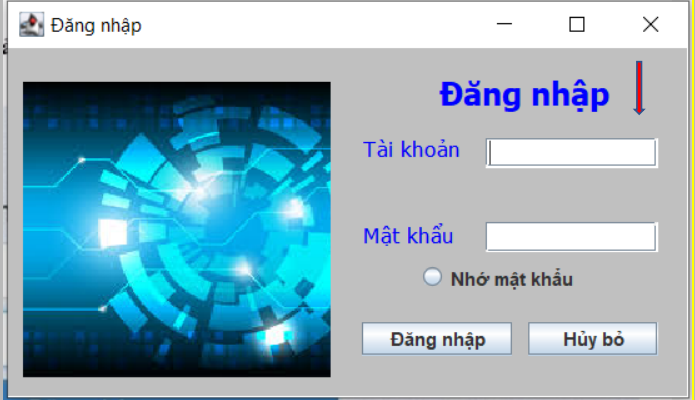 Đăng nhập
Đăng nhập
Tài khoản
Mật khẩu
Nhớ mật khẩu
Đăng nhập
Hủy bỏ